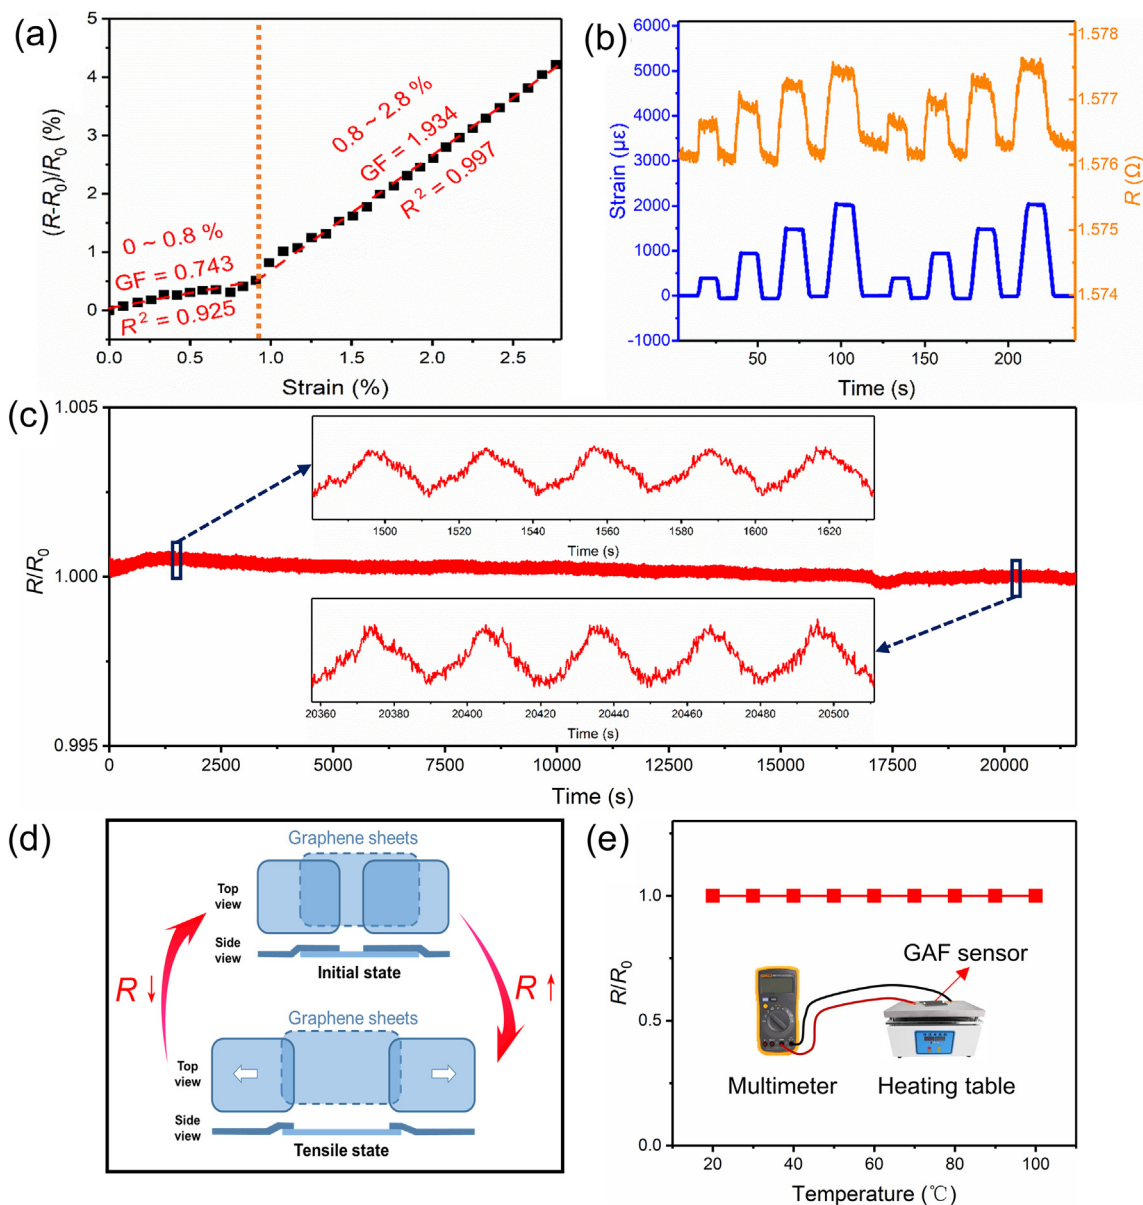 (a)
5
4
3
2
1
0
(R-R0)/R0 (%)
0 ~ 0.8 %
GF = 0.743
R2 = 0.925
0.8 ~ 2.8 %
GF = 1.934
R2 = 0.997
0.0 0.5 1.0 1.5 2.0 2.5
Strain (%)
(b)
6000
5000
4000
3000
2000
1000
0
-1000
Strain (με)
1.578
1.577
1.576
1.575
1.574
R (Ω)
50 100 150 200
Time (s)
(c)
1.005
1.000
0.995
R/R0
1500 1520 1540 1560 1580 1600 1620
Time (s)
20360 20380 20400 20420 20440 20460 20480 20500
Time (s)
0 2500 5000 7500 10000 12500 15000 17500 20000
Time (s)
(d)
Graphene sheets
Top
view
Side
view
Initial state
R ↓
R ↑
Graphene sheets
Top
view
Side
view
Tensile state
(e)
1.0
0.5
0.0
R/R0
GAF sensor
Multimeter
Heating table
20 40 60 80 100
Temperature (℃)